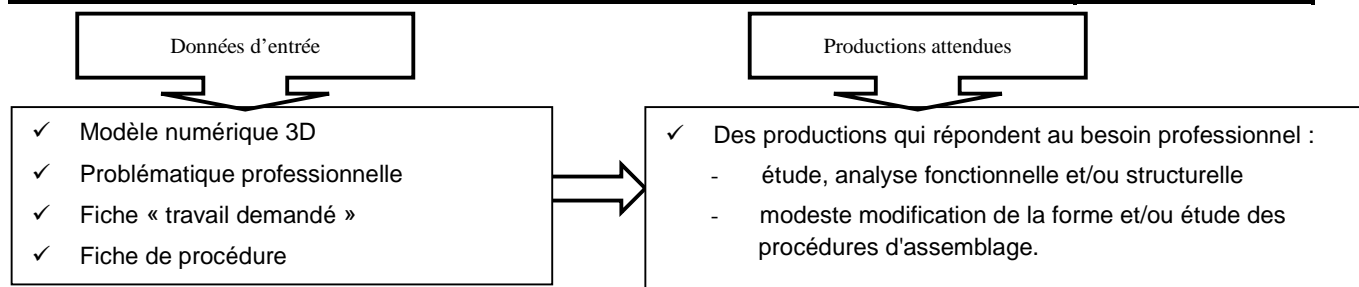 Données d’entrée
Productions attendues
✓ Modèle numérique 3D
✓ Problématique professionnelle
✓ Fiche « travail demandé »
✓ Fiche de procédure
✓ Des productions qui répondent au besoin professionnel :
- étude, analyse fonctionnelle et/ou structurelle
- modeste modification de la forme et/ou étude des
procédures d'assemblage.